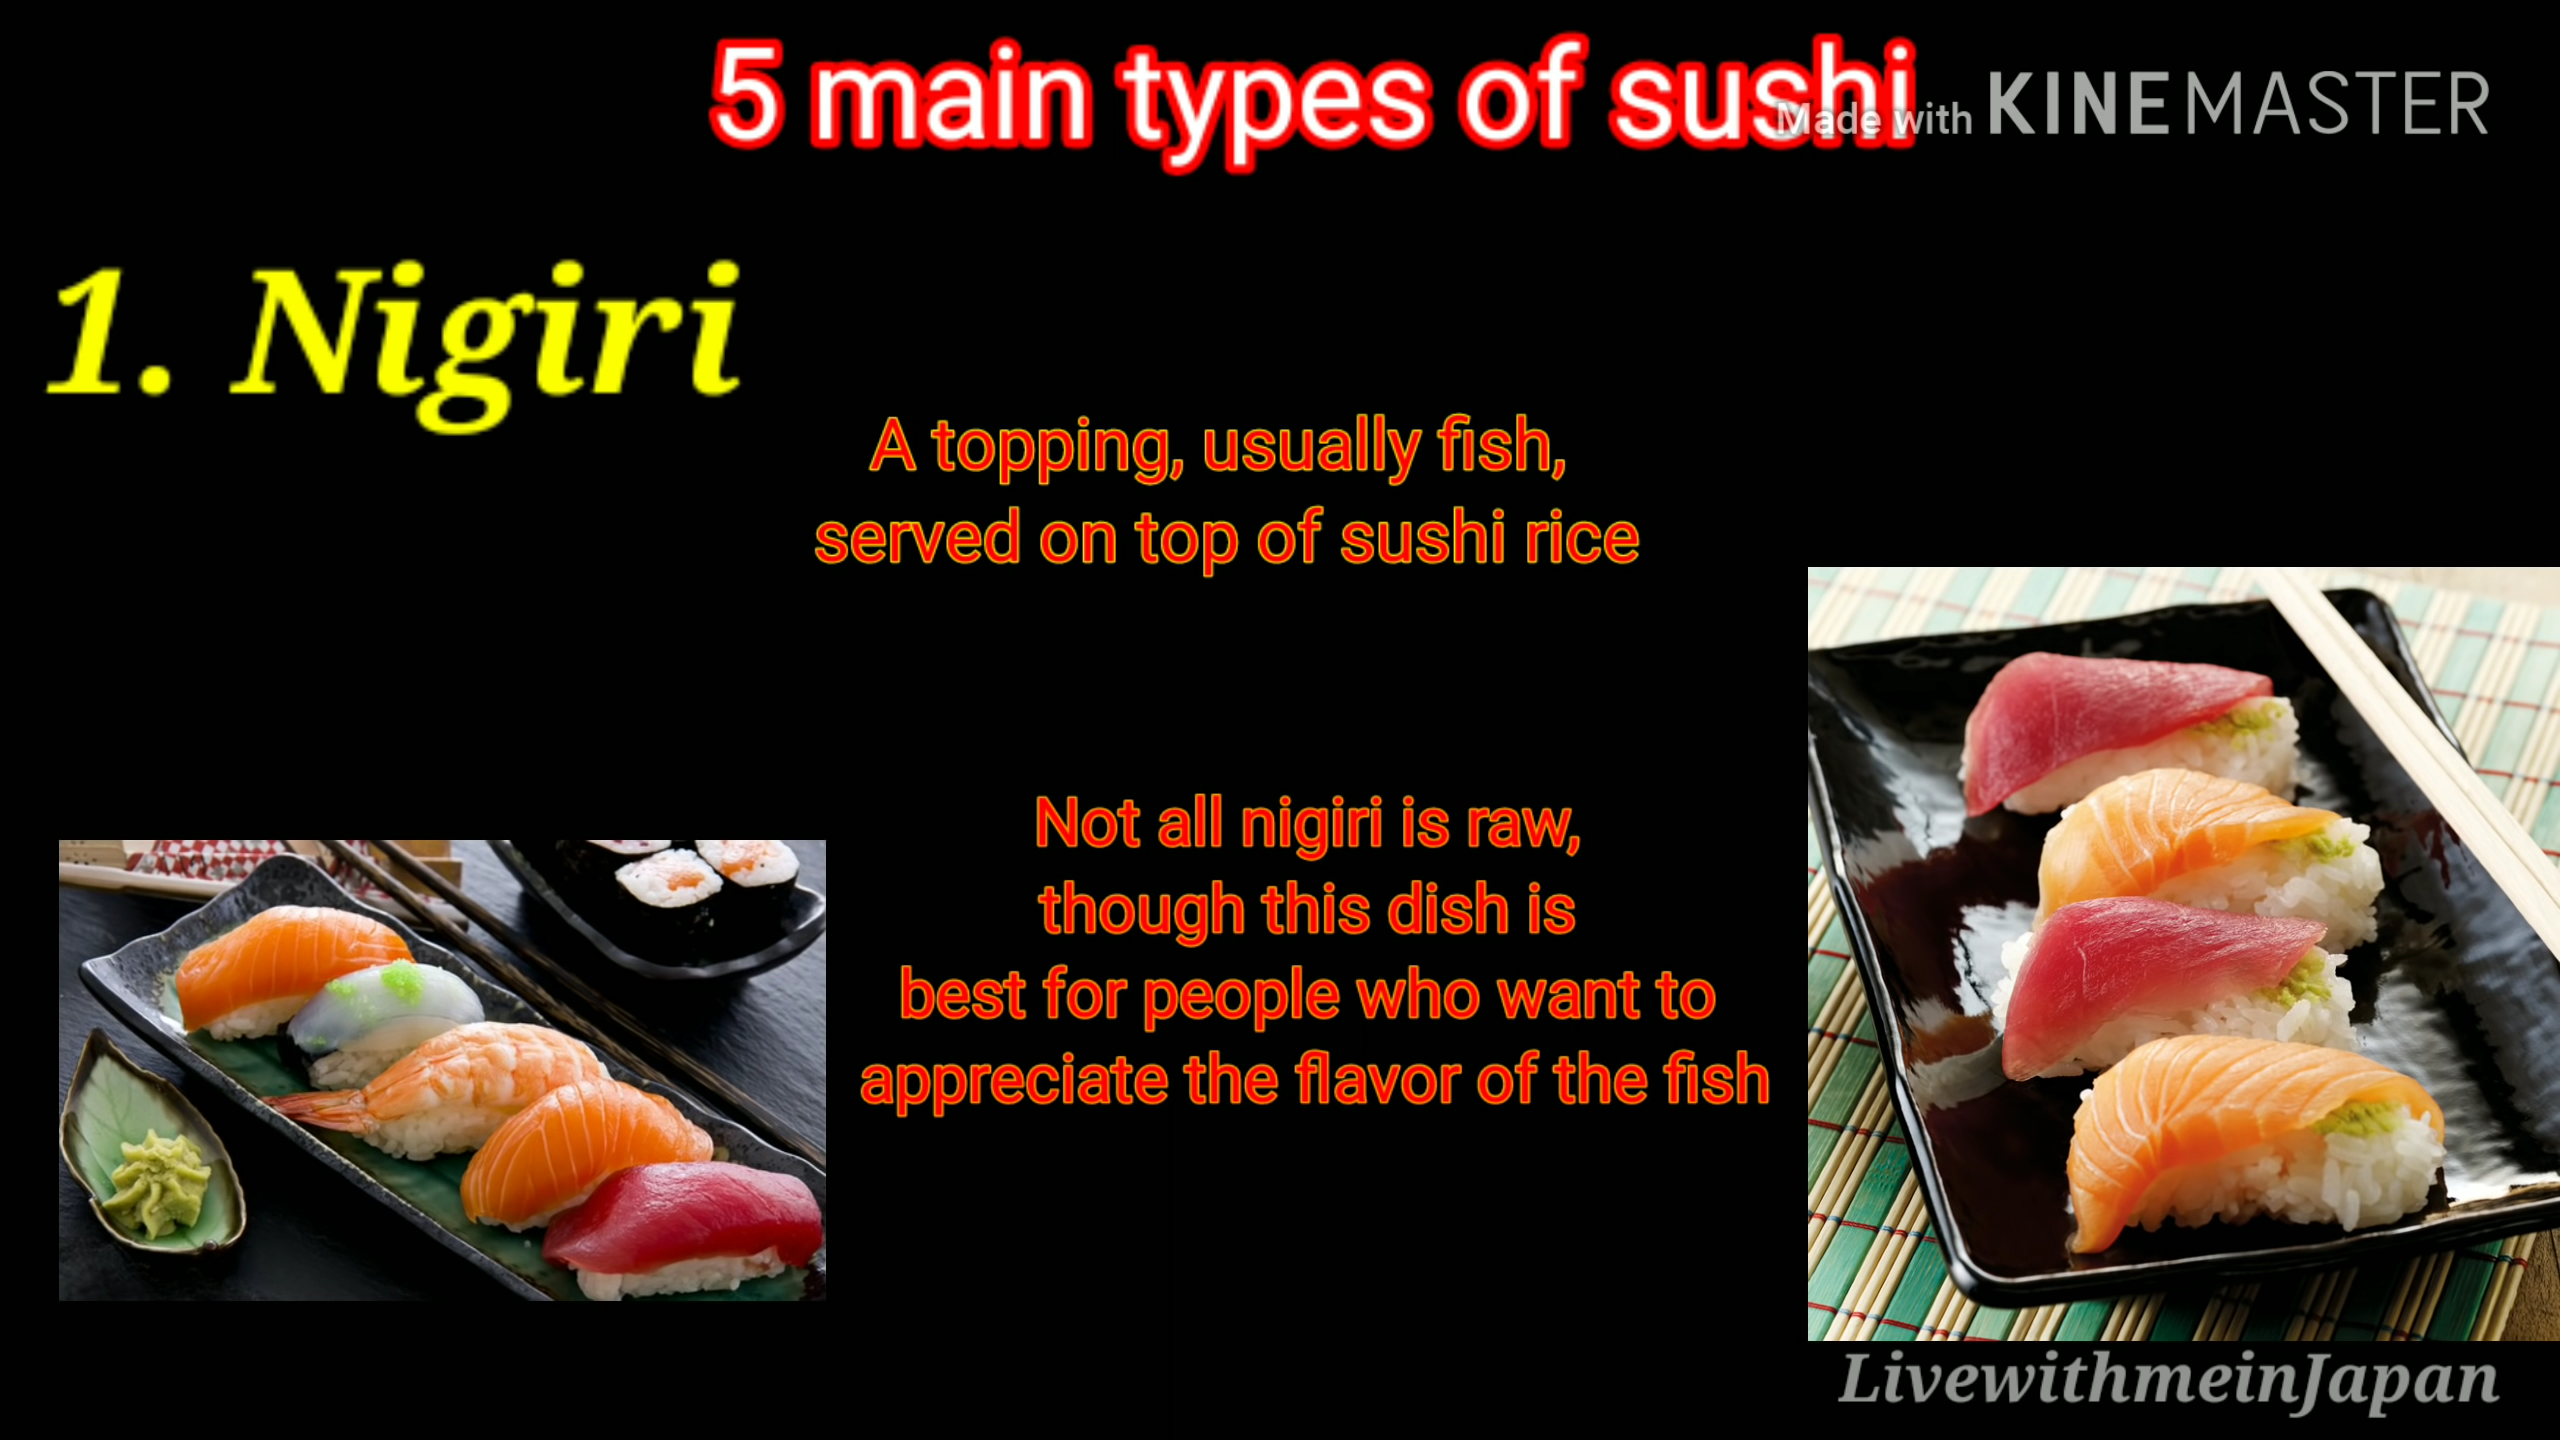 5 main types of sushi
Made with KINEMASTER
1. Nigiri
A topping, usually fish,
served on top of sushi rice
Not all nigiri is raw,
though this dish is
best for people who want to
appreciate the flavor of the fish
LivewithmeinJapan